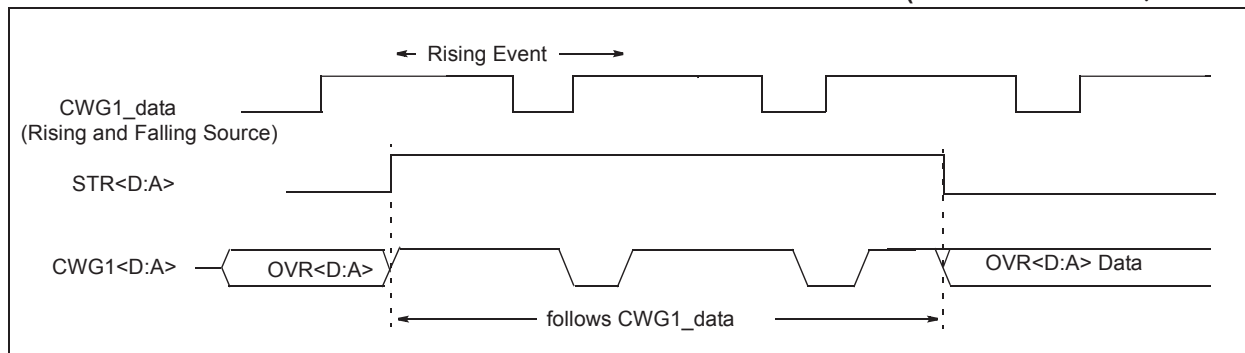 Rising Event
CWG1_data
(Rising and Falling Source)
STR<D:A>
CWG1<D:A>
OVR<D:A>
OVR<D:A> Data
follows CWG1_data